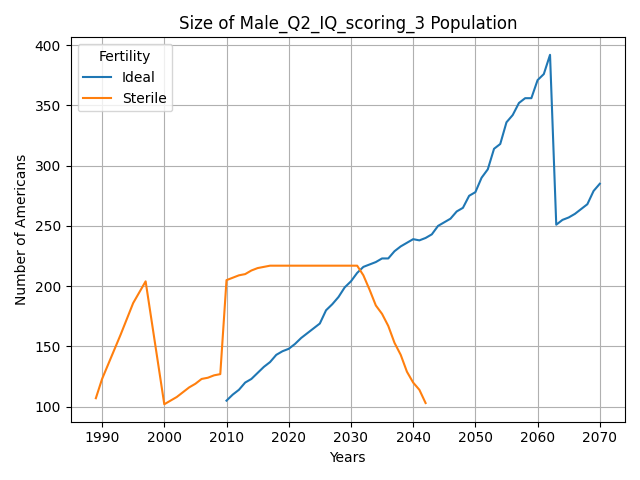 Size of Male_Q2_IQ_scoring_3 Population
Number of Americans
400
350
300
250
200
150
100
Fertility
Ideal
Sterile
1990 2000 2010 2020 2030 2040 2050 2060 2070
Years